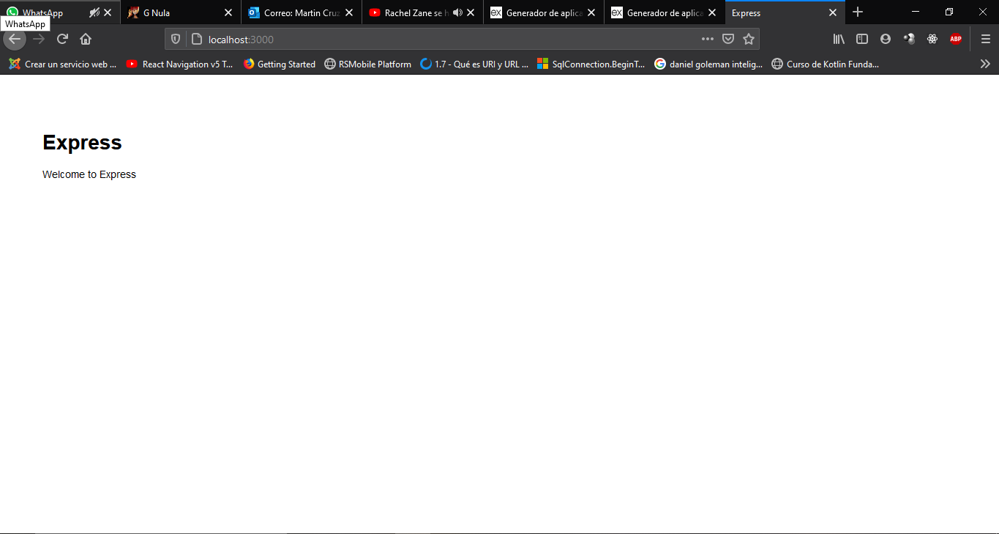 WhatsApp G Nula Correo: Martin Cruz Rachel Zane se h Generador de aplica Generador de aplica Express
WhatsApp
localhost:3000 ABP
Crear un servicio web ... React Navigation v5 T... Getting Started RSMobile Platform 1.7 - Qué es URI y URL ... SqlConnection.BeginT... daniel goleman intelig... Curso de Kotlin Funda...
Express
Welcome to Express